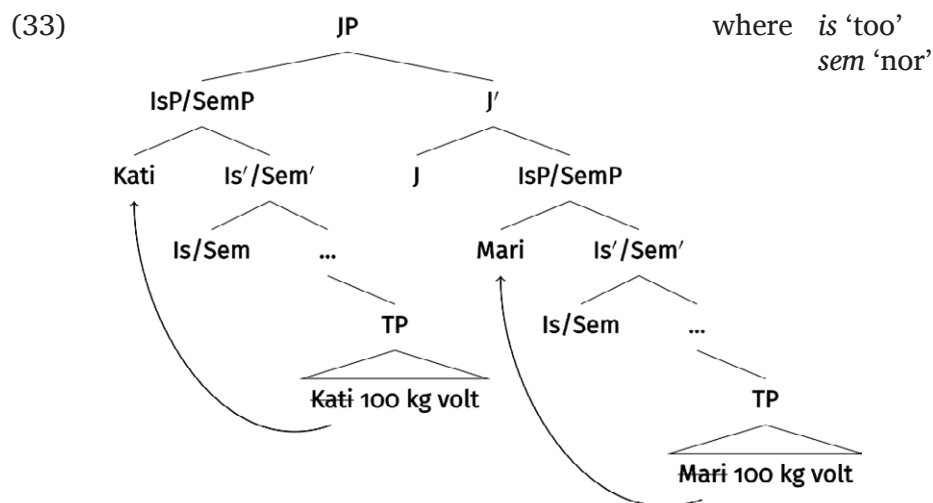 (33) JP where is ‘too’
sem ‘nor’
IsP/SemP J′
Kati Is′/Sem′ J IsP/SemP
Is/Sem ... Mari Is′/Sem′
TP Is/Sem ...
Kati 100 kg volt TP
Mari 100 kg volt